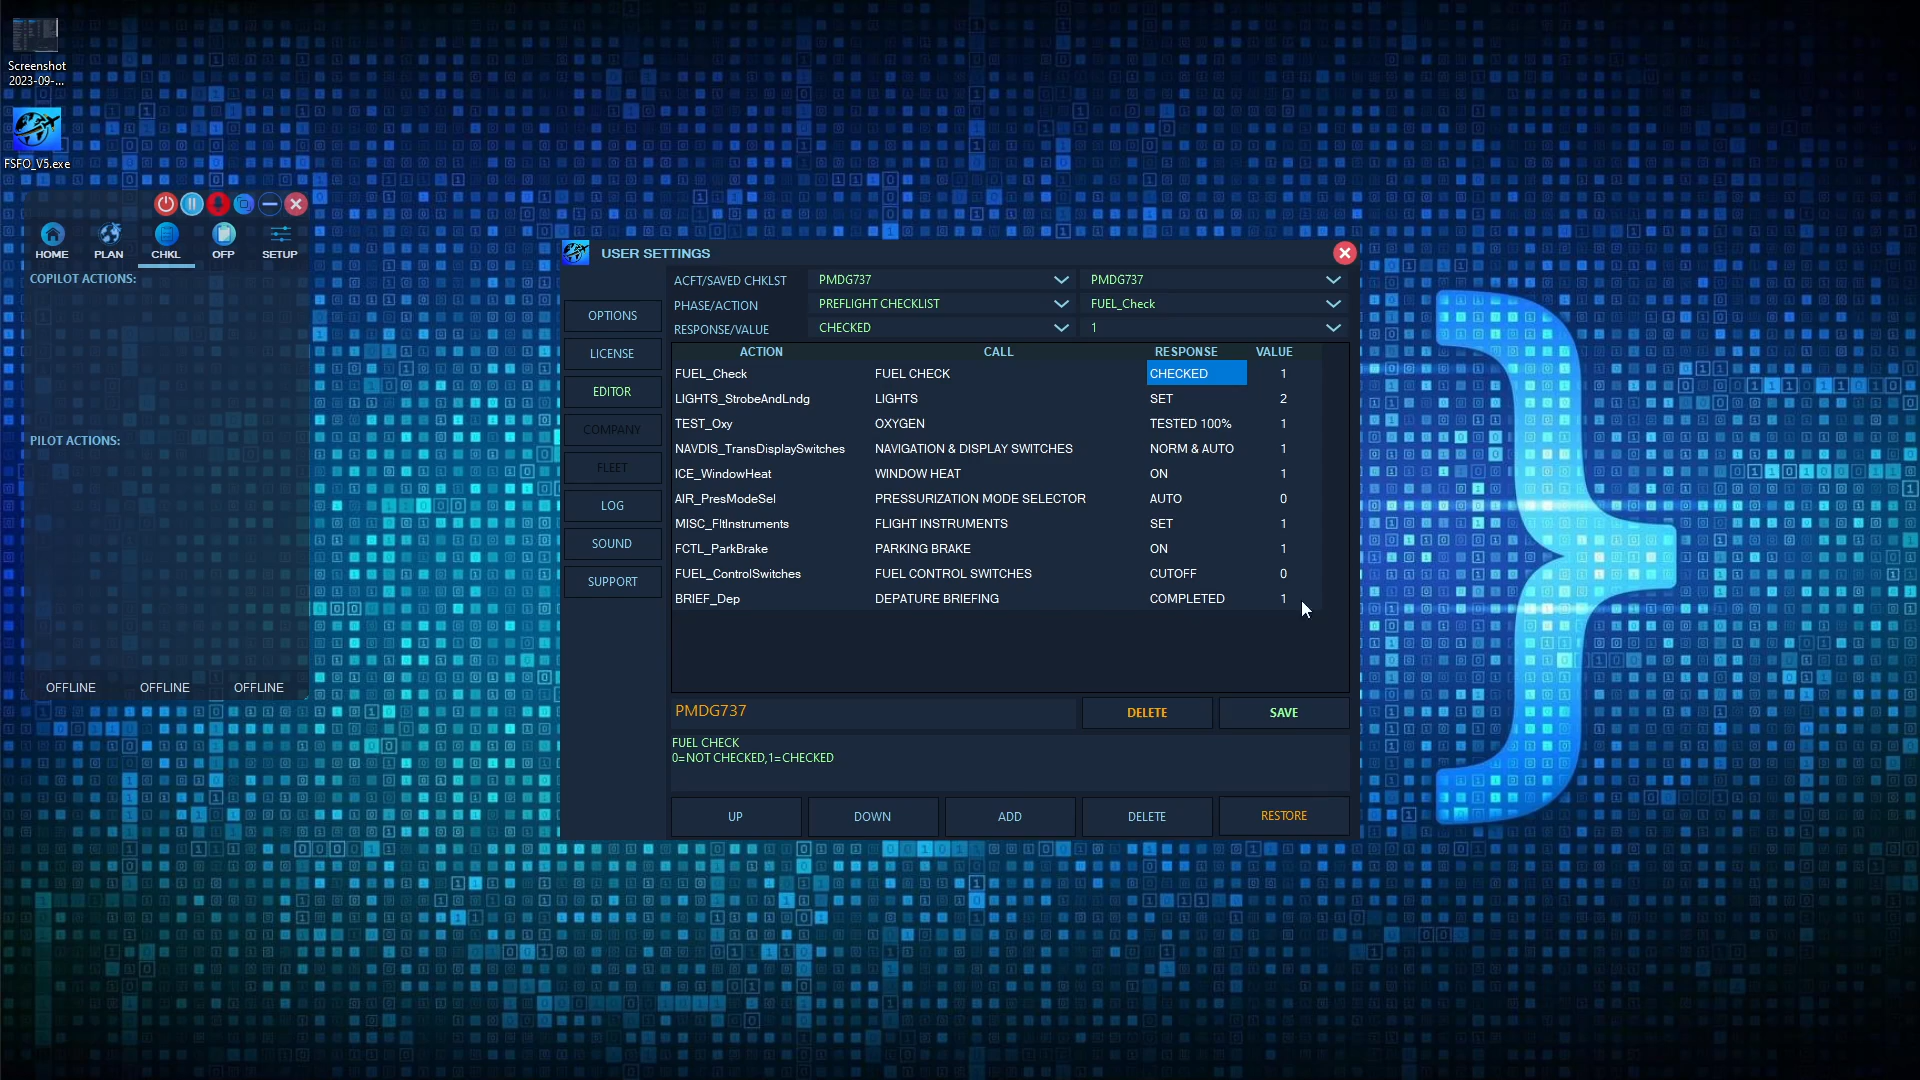 Screenshot
2023-09-...
FSFO_V5.exe
HOME PLAN CHKL OFP SETUP
COPILOT ACTIONS:
PILOT ACTIONS:
OFFLINE OFFLINE OFFLINE
USER SETTINGS
OPTIONS
LICENSE
EDITOR
COMPANY
FLEET
LOG
SOUND
SUPPORT
ACFT/SAVED CHKLST PMDG737 PMDG737
PHASE/ACTION PREFLIGHT CHECKLIST FUEL_Check
RESPONSE/VALUE CHECKED 1
ACTION CALL RESPONSE VALUE
FUEL_Check FUEL CHECK CHECKED 1
LIGHTS_StrobeAndLndg LIGHTS SET 2
TEST_Oxy OXYGEN TESTED 100% 1
NAVDIS_TransDisplaySwitches NAVIGATION & DISPLAY SWITCHES NORM & AUTO 1
ICE_WindowHeat WINDOW HEAT ON 1
AIR_PresModeSel PRESSURIZATION MODE SELECTOR AUTO 0
MISC_FltInstruments FLIGHT INSTRUMENTS SET 1
FCTL_ParkBrake PARKING BRAKE ON 1
FUEL_ControlSwitches FUEL CONTROL SWITCHES CUTOFF 0
BRIEF_Dep DEPATURE BRIEFING COMPLETED 1
PMDG737 DELETE SAVE
FUEL CHECK
0=NOT CHECKED,1=CHECKED
UP DOWN ADD DELETE RESTORE